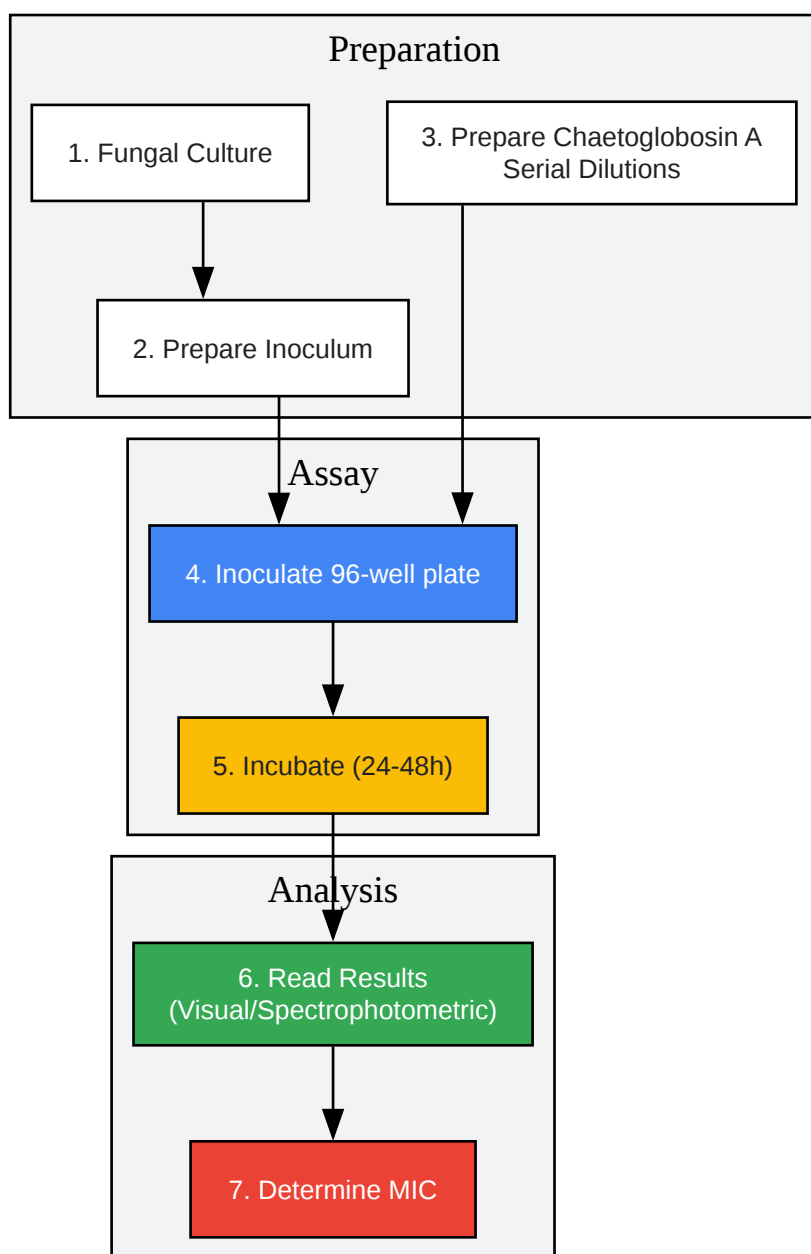 Preparation
1. Fungal Culture
3. Prepare Chaetoglobosin A
Serial Dilutions
2. Prepare Inoculum
Assay
4. Inoculate 96-well plate
5. Incubate (24-48h)
Analysis
6. Read Results
(Visual/Spectrophotometric)
7. Determine MIC